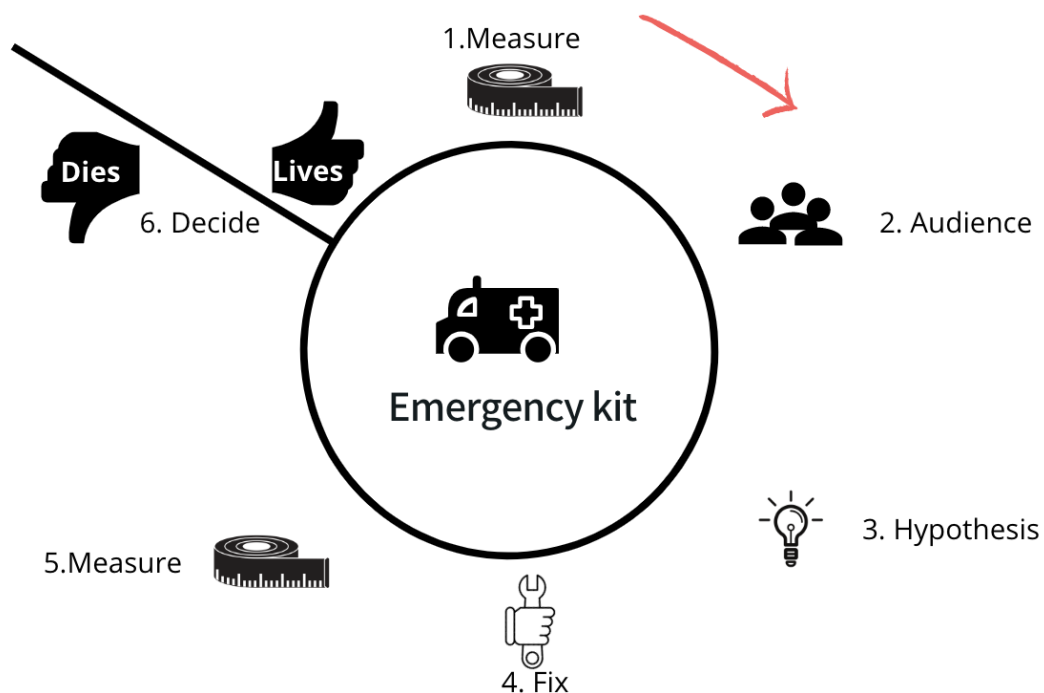 1.Measure
2. Audience
3. Hypothesis
4. Fix
5.Measure
6. Decide
Dies
Lives
Emergency kit